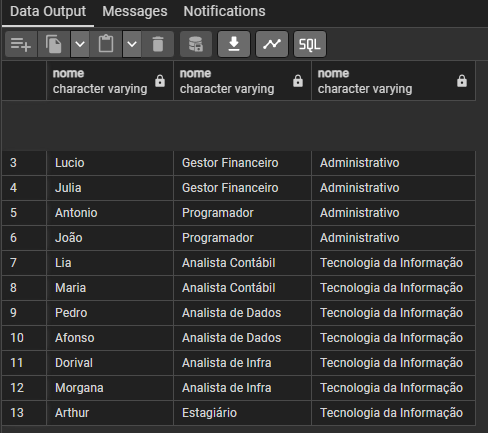 Data Output Messages Notifications
SQL
nome nome nome
character varying character varying character varying
3 Lucio Gestor Financeiro Administrativo
4 Julia Gestor Financeiro Administrativo
5 Antonio Programador Administrativo
6 João Programador Administrativo
7 Lia Analista Contábil Tecnologia da Informação
8 Maria Analista Contábil Tecnologia da Informação
9 Pedro Analista de Dados Tecnologia da Informação
10 Afonso Analista de Dados Tecnologia da Informação
11 Dorival Analista de Infra Tecnologia da Informação
12 Morgana Analista de Infra Tecnologia da Informação
13 Arthur Estagiário Tecnologia da Informação